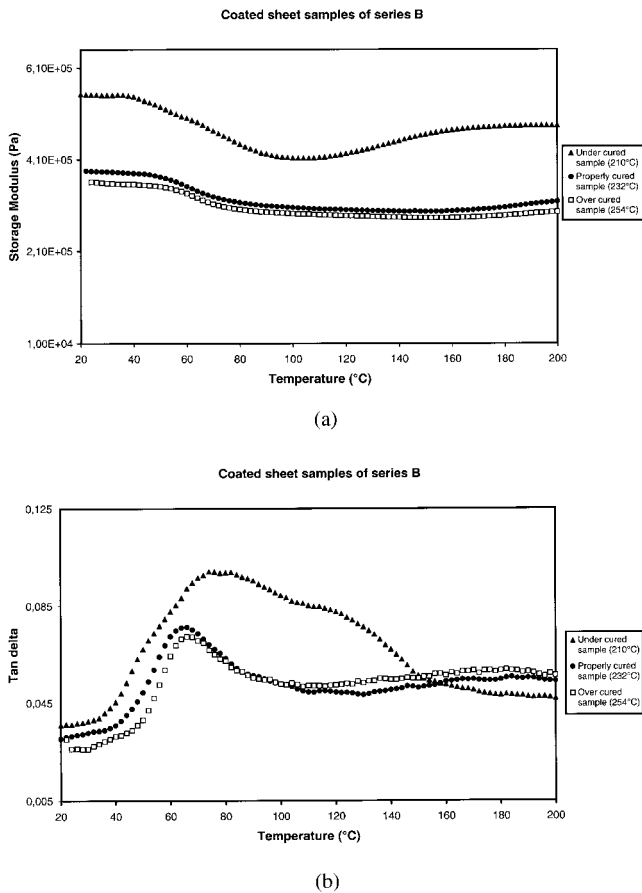 Coated sheet samples of series B
6,10E+05
4,10E+05
2,10E+05
1,00E+04
Storage Modulus (Pa)
20 40 60 80 100 120 140 160 180 200
Temperature (°C)
Under cured
sample (210°C)
Properly cured
sample (232°C)
Over cured
sample (254°C)
(a)
Coated sheet samples of series B
0,125
0,085
0,045
0,005
Tan delta
20 40 60 80 100 120 140 160 180 200
Temperature (°C)
Under cured
sample (210°C)
Properly cured
sample (232°C)
Over cured
sample (254°C)
(b)